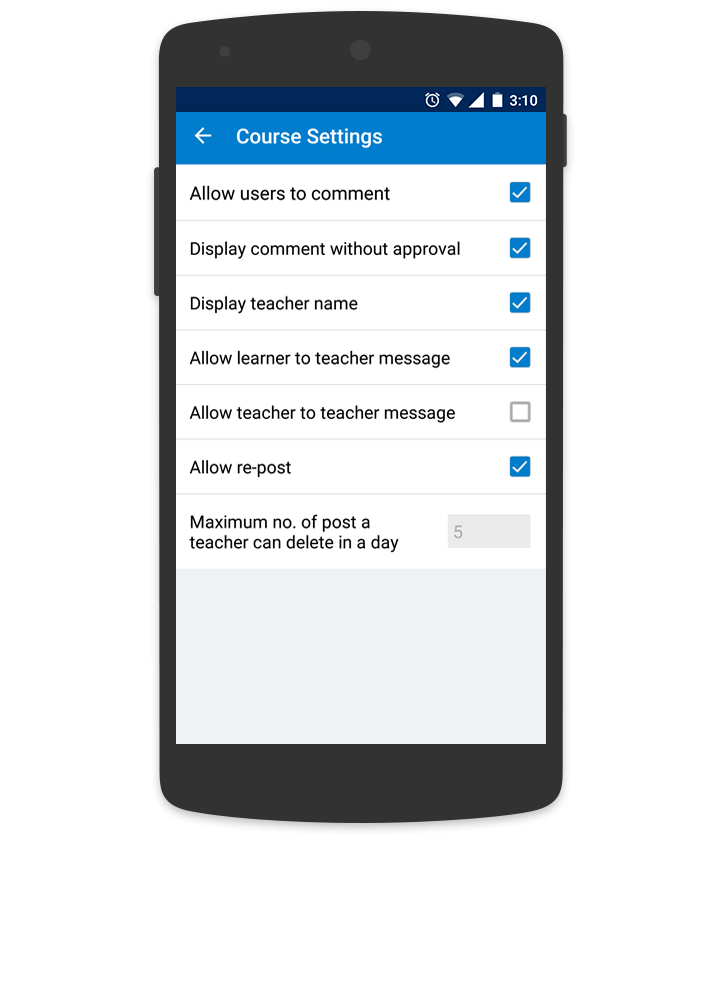 3:10
Course Settings
Allow users to comment
Display comment without approval
Display teacher name
Allow learner to teacher message
Allow teacher to teacher message
Allow re-post
Maximum no. of post a
teacher can delete in a day
5